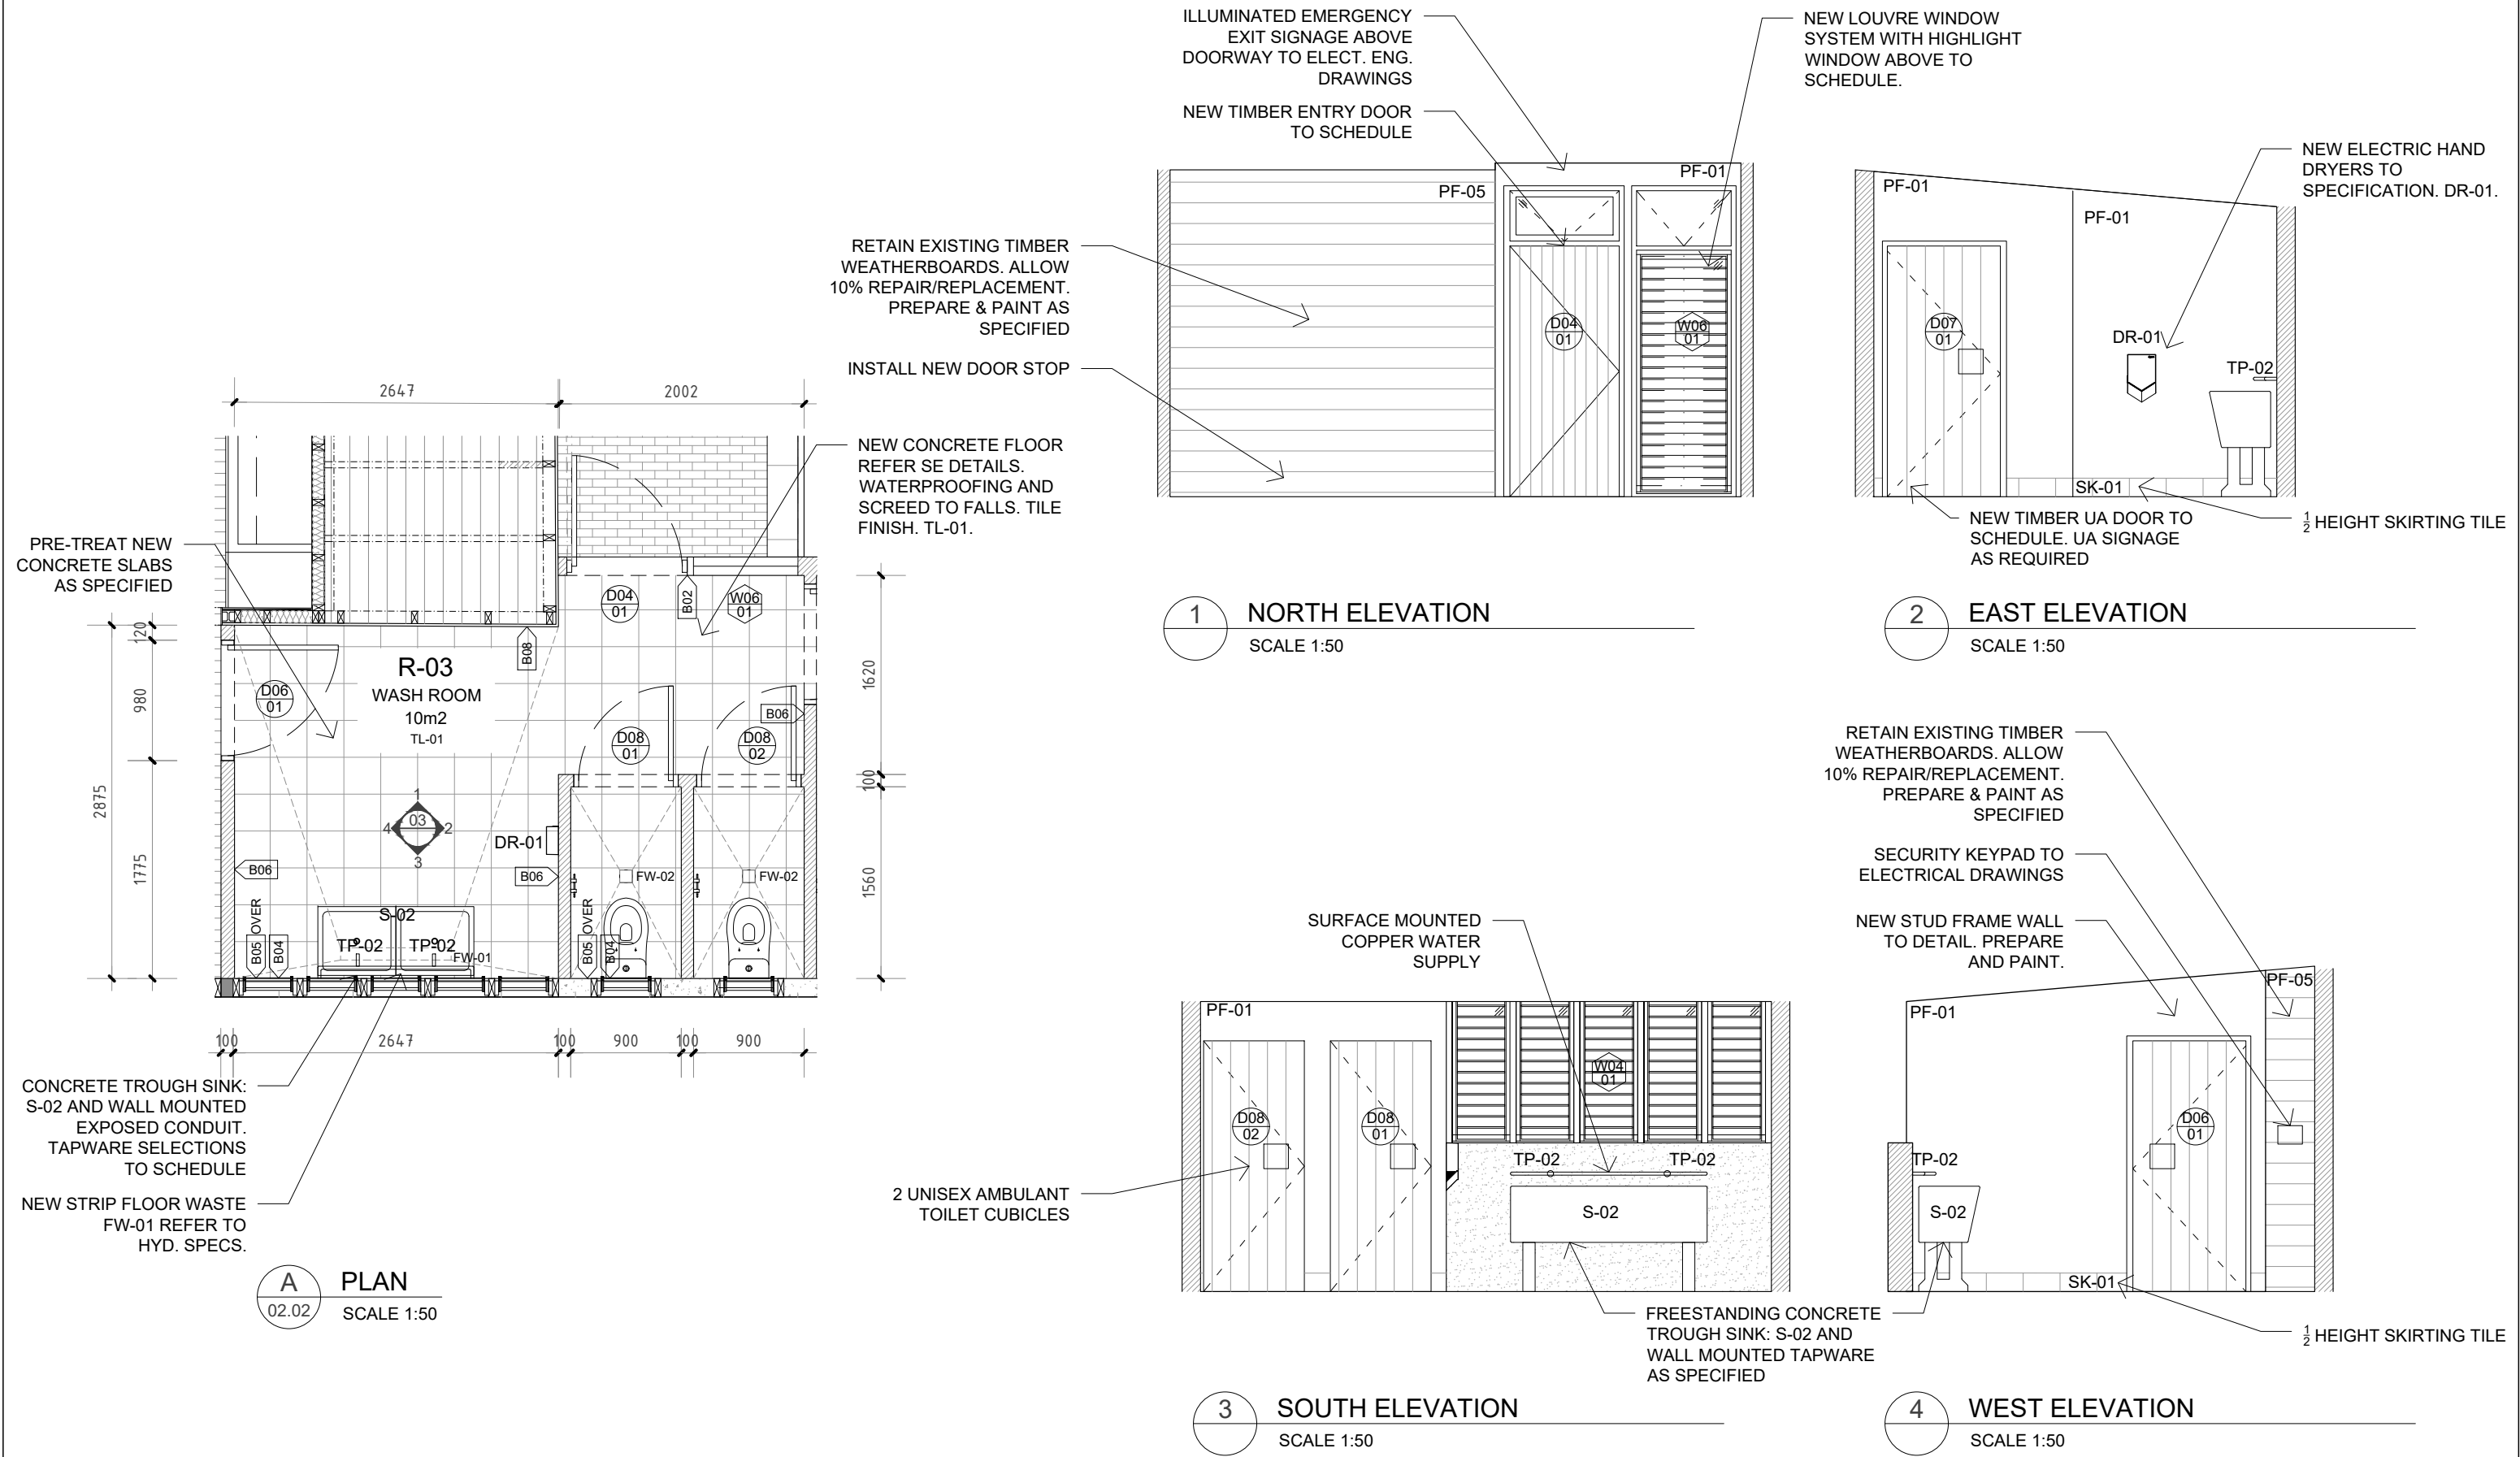 ILLUMINATED EMERGENCY
EXIT SIGNAGE ABOVE
DOORWAY TO ELECT. ENG.
DRAWINGS
NEW TIMBER ENTRY DOOR
TO SCHEDULE
NEW LOUVRE WINDOW
SYSTEM WITH HIGHLIGHT
WINDOW ABOVE TO
SCHEDULE.
RETAIN EXISTING TIMBER
WEATHERBOARDS. ALLOW
10% REPAIR/REPLACEMENT.
PREPARE & PAINT AS
SPECIFIED
INSTALL NEW DOOR STOP
PF-05
PF-01
D04
01
W06
01
1
NORTH ELEVATION
SCALE 1:50
NEW ELECTRIC HAND
DRYERS TO
SPECIFICATION. DR-01.
PF-01
PF-01
D07
01
DR-01
TP-02
SK-01
NEW TIMBER UA DOOR TO
SCHEDULE. UA SIGNAGE
AS REQUIRED
1/2 HEIGHT SKIRTING TILE
2
EAST ELEVATION
SCALE 1:50
2647
2002
NEW CONCRETE FLOOR
REFER SE DETAILS.
WATERPROOFING AND
SCREED TO FALLS. TILE
FINISH. TL-01.
PRE-TREAT NEW
CONCRETE SLABS
AS SPECIFIED
120
980
2875
1775
1620
100
1560
D04
01
B02
W06
01
B08
R-03
WASH ROOM
10m2
TL-01
D06
01
D08
01
D08
02
B06
1
4
03
2
3
DR-01
B06
B06
FW-02
FW-02
S-02
TP-02
TP-02
FW-01
B05 OVER
B04
B05 OVER
B04
100
2647
100
900
100
900
CONCRETE TROUGH SINK:
S-02 AND WALL MOUNTED
EXPOSED CONDUIT.
TAPWARE SELECTIONS
TO SCHEDULE
NEW STRIP FLOOR WASTE
FW-01 REFER TO
HYD. SPECS.
A
02.02
PLAN
SCALE 1:50
SURFACE MOUNTED
COPPER WATER
SUPPLY
2 UNISEX AMBULANT
TOILET CUBICLES
PF-01
D08
02
D08
01
W04
01
TP-02
TP-02
S-02
FREESTANDING CONCRETE
TROUGH SINK: S-02 AND
WALL MOUNTED TAPWARE
AS SPECIFIED
3
SOUTH ELEVATION
SCALE 1:50
RETAIN EXISTING TIMBER
WEATHERBOARDS. ALLOW
10% REPAIR/REPLACEMENT.
PREPARE & PAINT AS
SPECIFIED
SECURITY KEYPAD TO
ELECTRICAL DRAWINGS
NEW STUD FRAME WALL
TO DETAIL. PREPARE
AND PAINT.
PF-05
PF-01
D06
01
TP-02
S-02
SK-01
1/2 HEIGHT SKIRTING TILE
4
WEST ELEVATION
SCALE 1:50